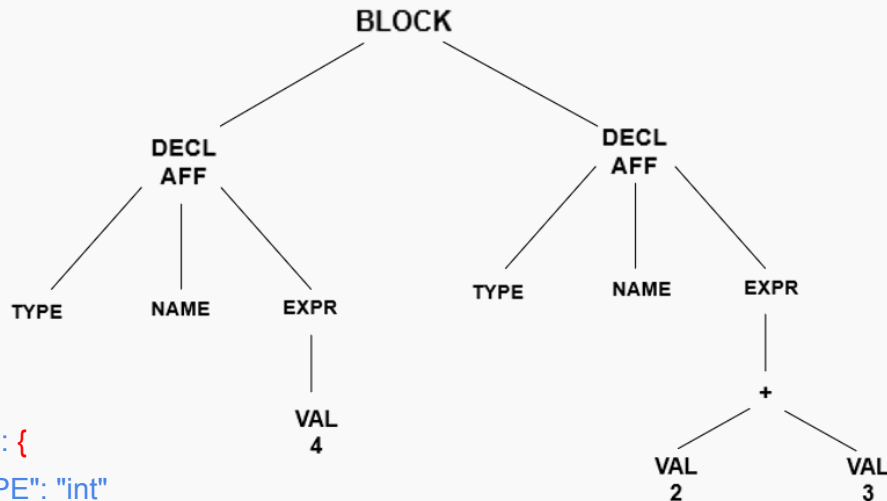 BLOCK
DECL
AFF
DECL
AFF
TYPE
NAME
EXPR
TYPE
NAME
EXPR
VAL
4
+
VAL
2
VAL
3
: {
PE": "int"